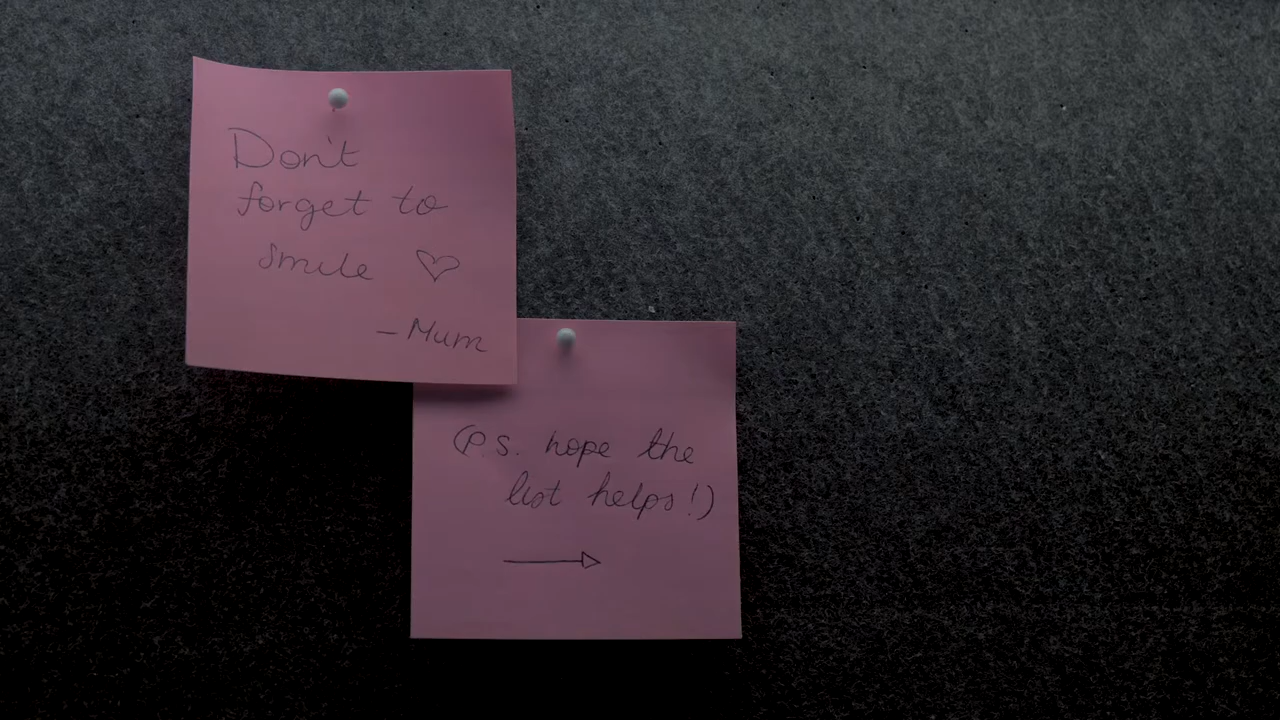 Don't
forget to
smile ♡
- Mum
(P.S. hope the
list helps!)
→